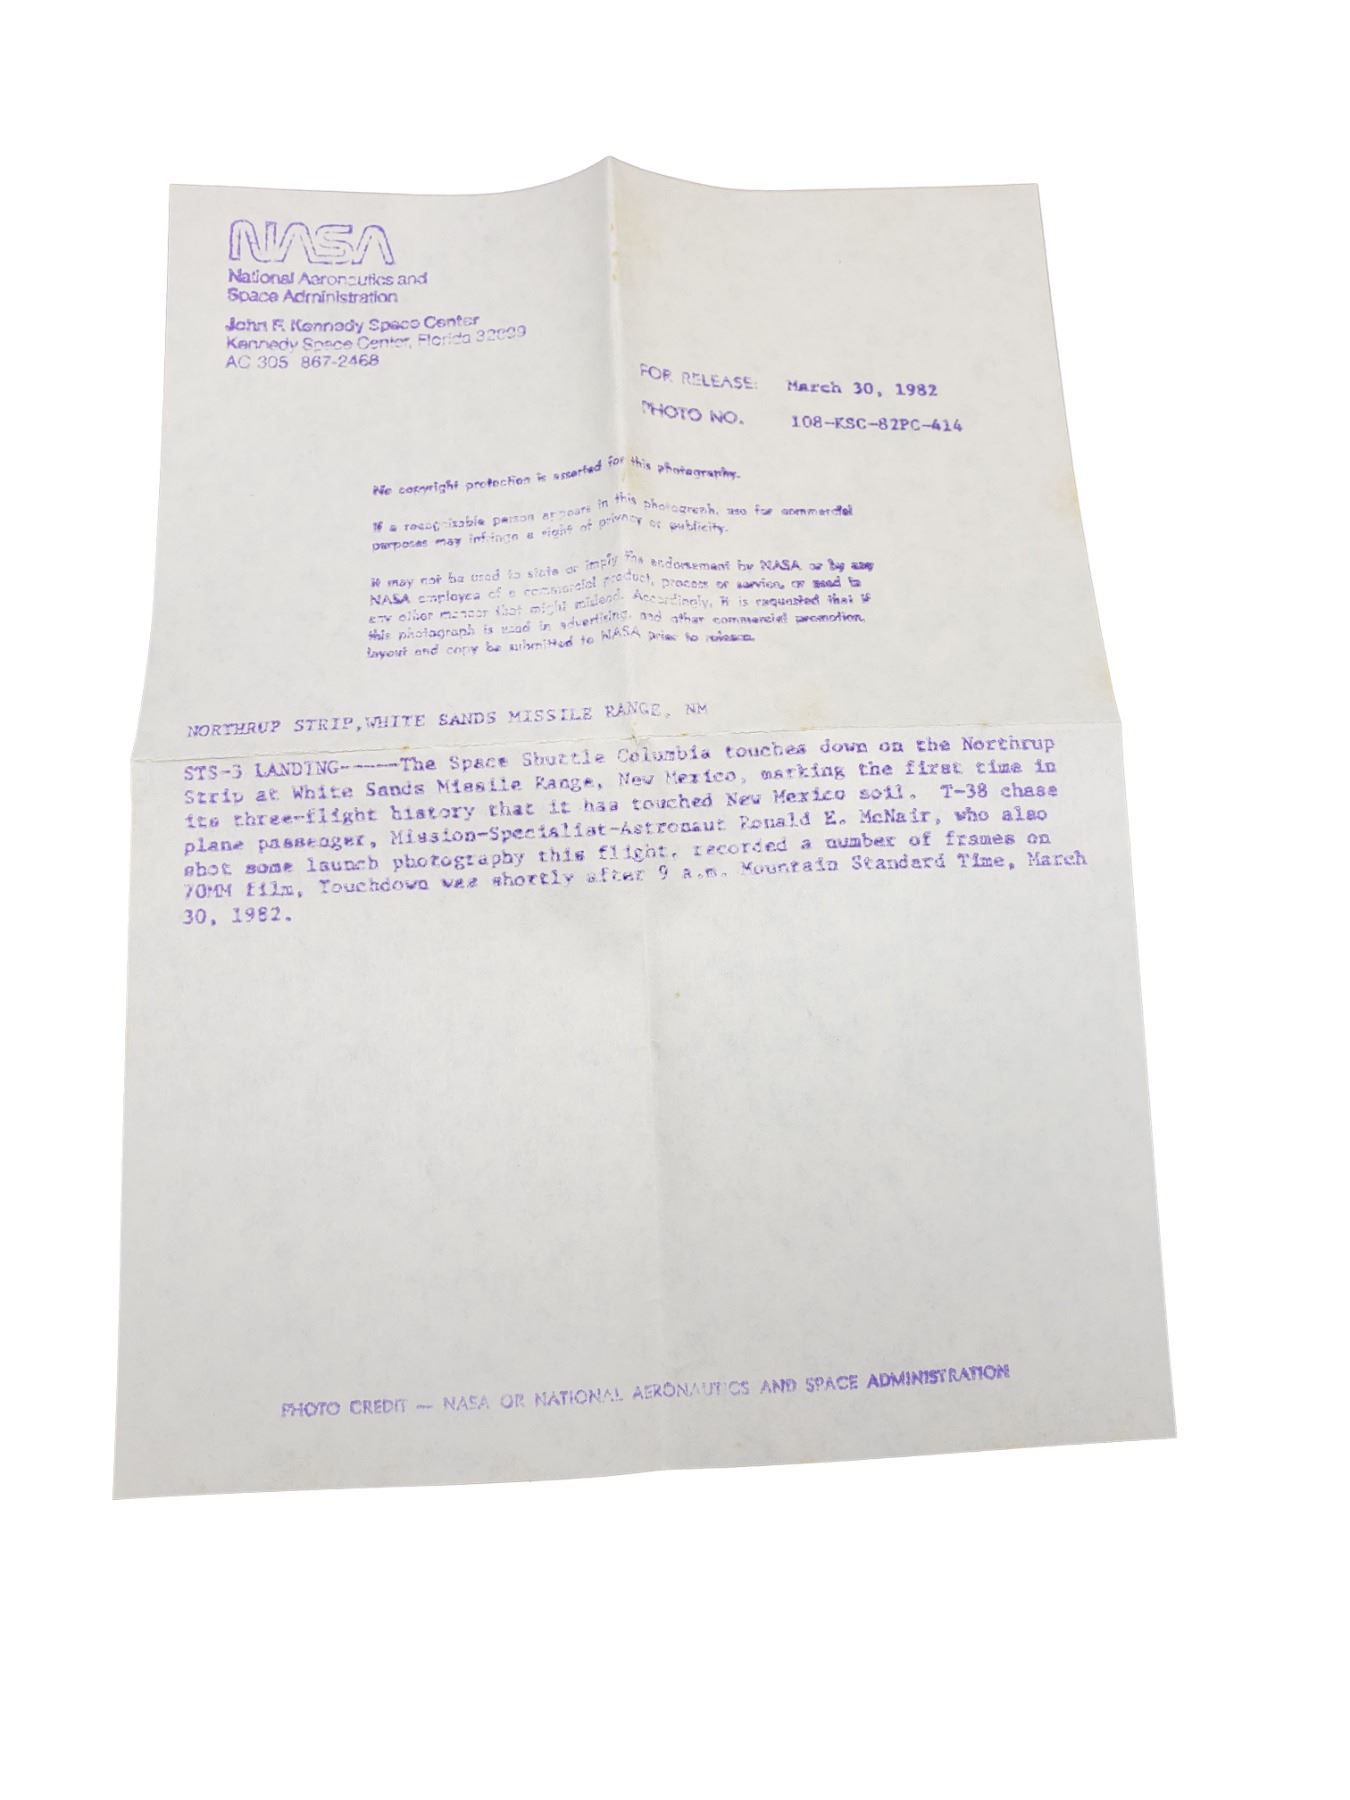 NASA
National Aeronautics and
Space Administration
John F. Kennedy Space Center
Kennedy Space Center, Florida 32899
AC 305 867-2468
FOR RELEASE: March 30, 1982
PHOTO NO. 108-KSC-82PC-414
No copyright protection is asserted for this photography.
If a recognizable person appears in this photograph, use for commercial
purposes may infringe a right of privacy or publicity.
It may not be used to state or imply the endorsement by NASA or by any
NASA employee of a commercial product, process or service, or used in
any other manner that might mislead. Accordingly, it is requested that if
this photograph is used in advertising, and other commercial promotion,
layout and copy be submitted to NASA prior to release.
NORTHRUP STRIP,WHITE SANDS MISSILE RANGE, NM
STS-3 LANDING-----The Space Shuttle Columbia touches down on the Northrup
Strip at White Sands Missile Range, New Mexico, marking the first time in
its three-flight history that it has touched New Mexico soil. T-38 chase
plane passenger, Mission-Specialist-Astronaut Ronald E. McNair, who also
shot some launch photography this flight, recorded a number of frames on
70MM film, Touchdown was shortly after 9 a.m. Mountain Standard Time, March
30, 1982.
PHOTO CREDIT — NASA OR NATIONAL AERONAUTICS AND SPACE ADMINISTRATION